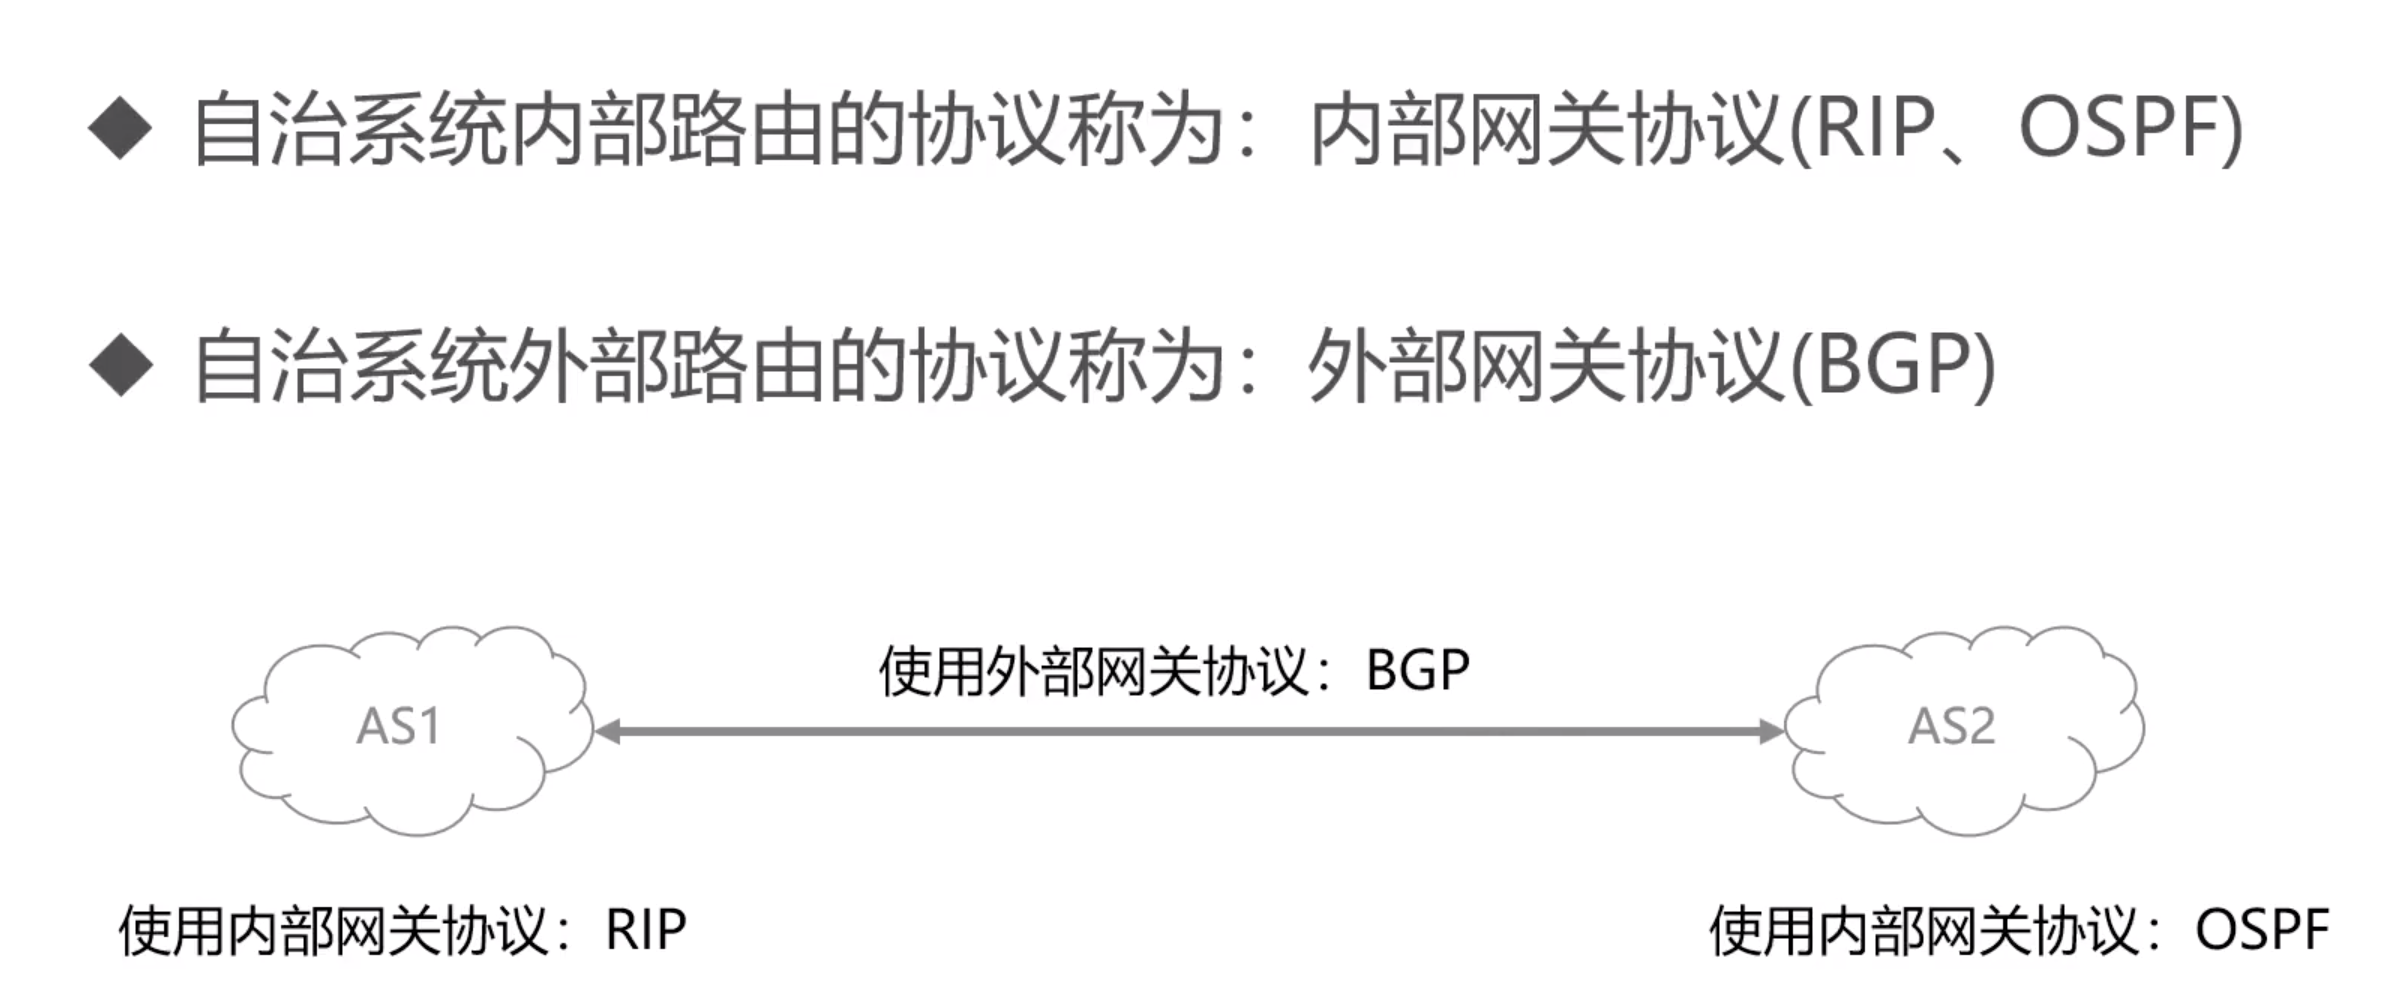 自治系统内部路由的协议称为：内部网关协议(RIP、OSPF)
自治系统外部路由的协议称为：外部网关协议(BGP)
使用外部网关协议：BGP
AS1
AS2
使用内部网关协议：RIP
使用内部网关协议：OSPF